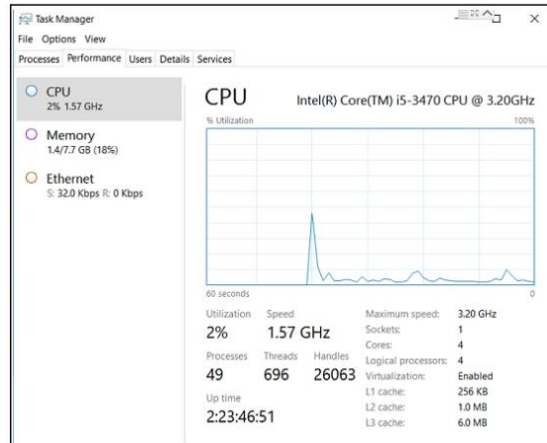 Task Manager
File Options View
Processes Performance Users Details Services
CPU
2% 1.57 GHz
Memory
1.4/7.7 GB (18%)
Ethernet
S: 32.0 Kbps R: 0 Kbps
CPU Intel(R) Core(TM) i5-3470 CPU @ 3.20GHz
% Utilization 100%
60 seconds 0
Utilization Speed
2% 1.57 GHz
Processes Threads Handles
49 696 26063
Up time
2:23:46:51
Maximum speed: 3.20 GHz
Sockets: 1
Cores: 4
Logical processors: 4
Virtualization: Enabled
L1 cache: 256 KB
L2 cache: 1.0 MB
L3 cache: 6.0 MB